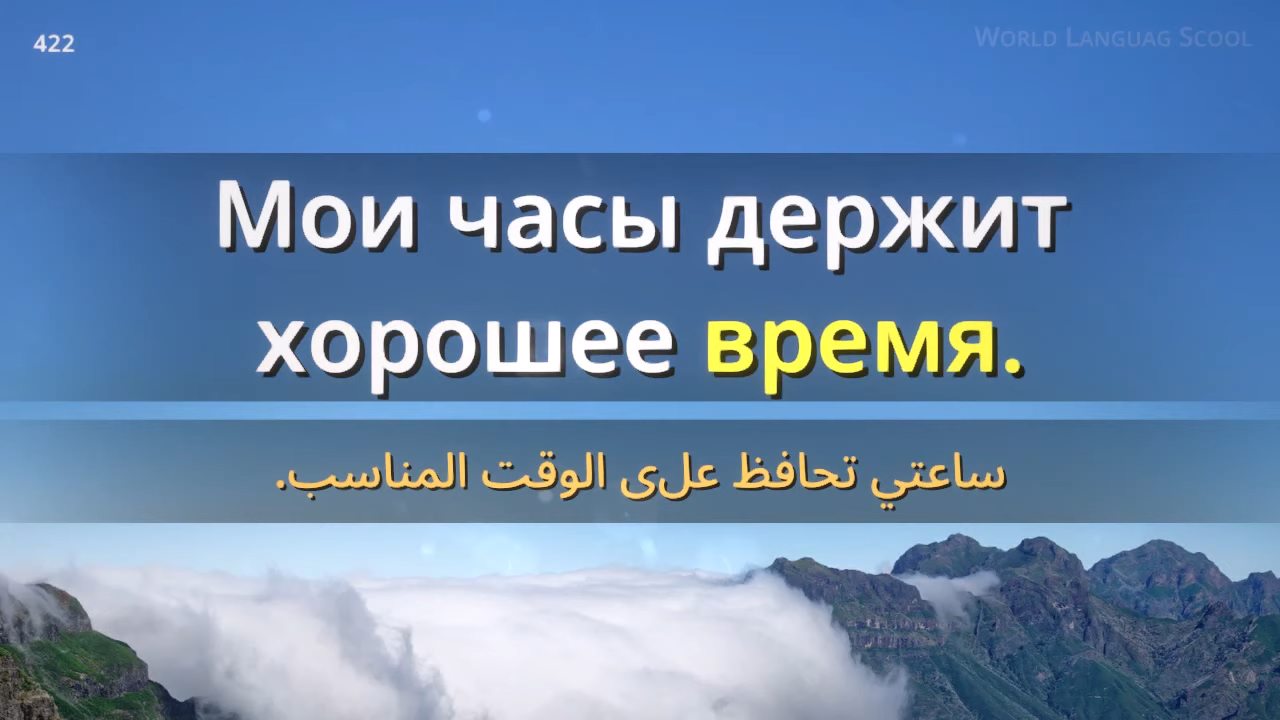 422
World Languag Scool
Мои часы держит
хорошее время.
ساعتي تحافظ على الوقت المناسب.